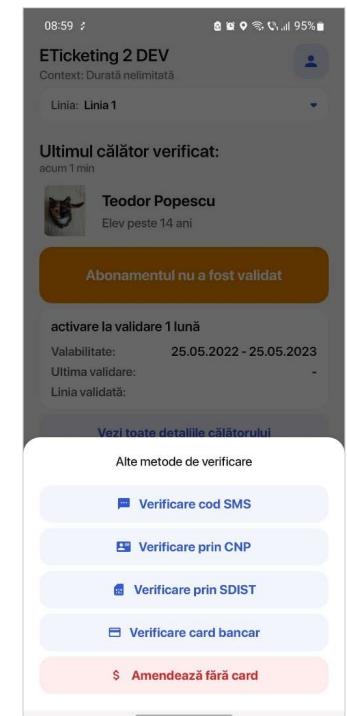 08:59 95%
ETicketing 2 DEV
Context: Durată nelimitată
Linia: Linia 1
Ultimul călător verificat:
acum 1 min
Teodor Popescu
Elev peste 14 ani
Abonamentul nu a fost validat
activare la validare 1 lună
Valabilitate: 25.05.2022 - 25.05.2023
Ultima validare: -
Linia validată:
Vezi toate detaliile călătorului
Alte metode de verificare
Verificare cod SMS
Verificare prin CNP
Verificare prin SDIST
Verificare card bancar
$ Amendează fără card